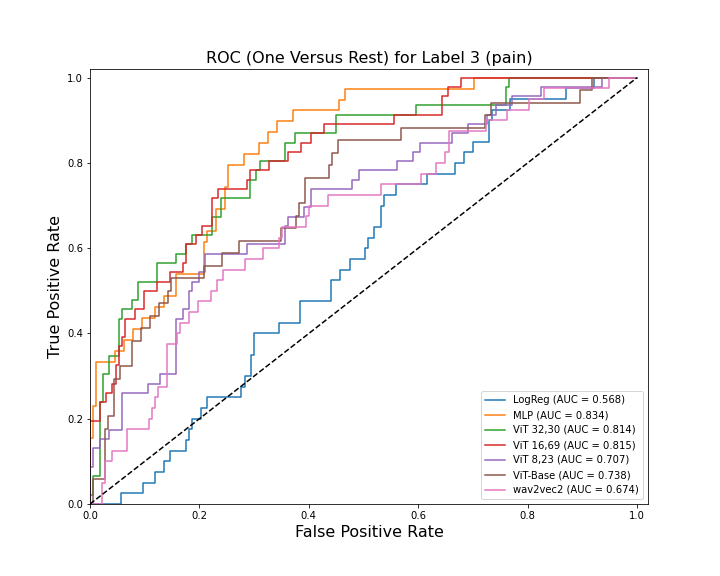 ROC (One Versus Rest) for Label 3 (pain)
True Positive Rate
1.0
0.8
0.6
0.4
0.2
0.0
LogReg (AUC = 0.568)
MLP (AUC = 0.834)
ViT 32,30 (AUC = 0.814)
ViT 16,69 (AUC = 0.815)
ViT 8,23 (AUC = 0.707)
ViT-Base (AUC = 0.738)
wav2vec2 (AUC = 0.674)
0.0 0.2 0.4 0.6 0.8 1.0
False Positive Rate